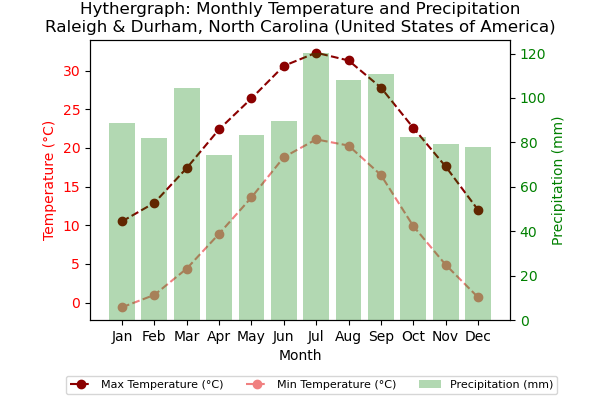 Hythergraph: Monthly Temperature and Precipitation
Raleigh & Durham, North Carolina (United States of America)
Temperature (°C)
30
25
20
15
10
5
0
120
100
80
60
40
20
0
Precipitation (mm)
Jan Feb Mar Apr May Jun Jul Aug Sep Oct Nov Dec
Month
Max Temperature (°C) Min Temperature (°C) Precipitation (mm)